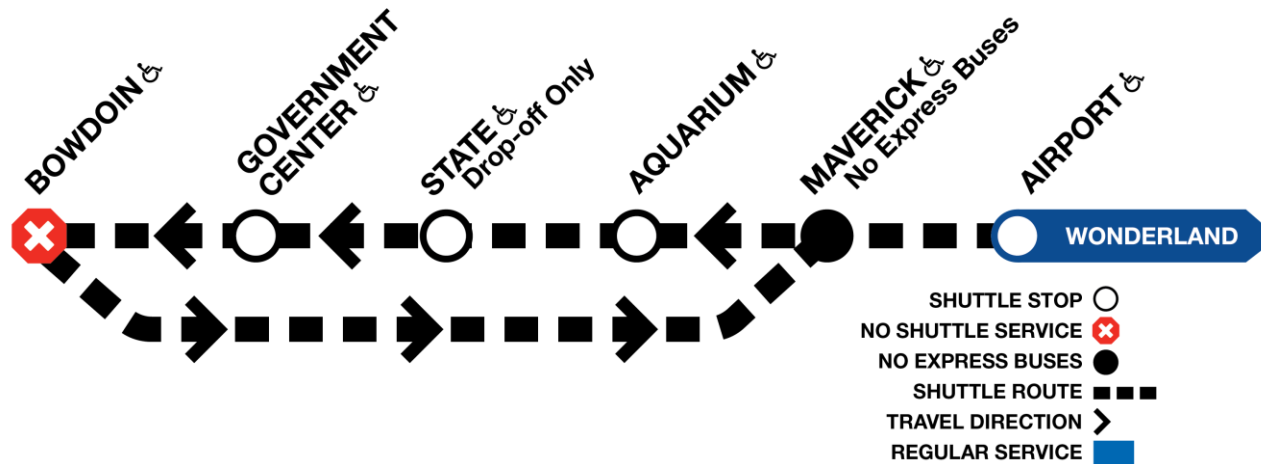 BOWDOIN
GOVERNMENT
CENTER
STATE
Drop-off Only
AQUARIUM
MAVERICK
No Express Buses
AIRPORT
WONDERLAND
SHUTTLE STOP
NO SHUTTLE SERVICE
NO EXPRESS BUSES
SHUTTLE ROUTE
TRAVEL DIRECTION
REGULAR SERVICE